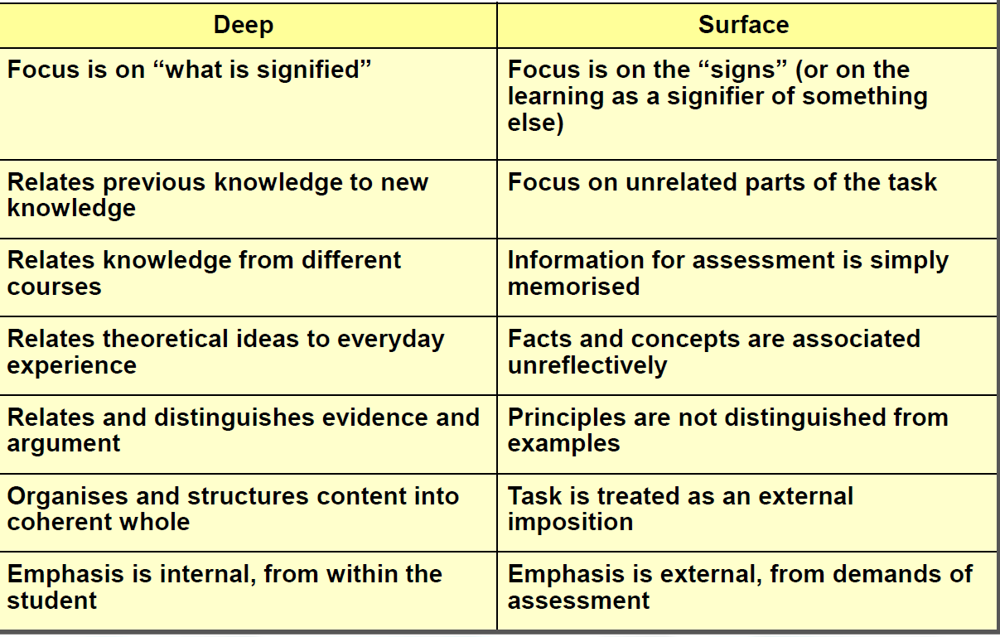 Deep
Surface
Focus is on “what is signified”
Focus is on the “signs” (or on the
learning as a signifier of something
else)
Relates previous knowledge to new
knowledge
Focus on unrelated parts of the task
Relates knowledge from different
courses
Information for assessment is simply
memorised
Relates theoretical ideas to everyday
experience
Facts and concepts are associated
unreflectively
Relates and distinguishes evidence and
argument
Principles are not distinguished from
examples
Organises and structures content into
coherent whole
Task is treated as an external
imposition
Emphasis is internal, from within the
student
Emphasis is external, from demands of
assessment